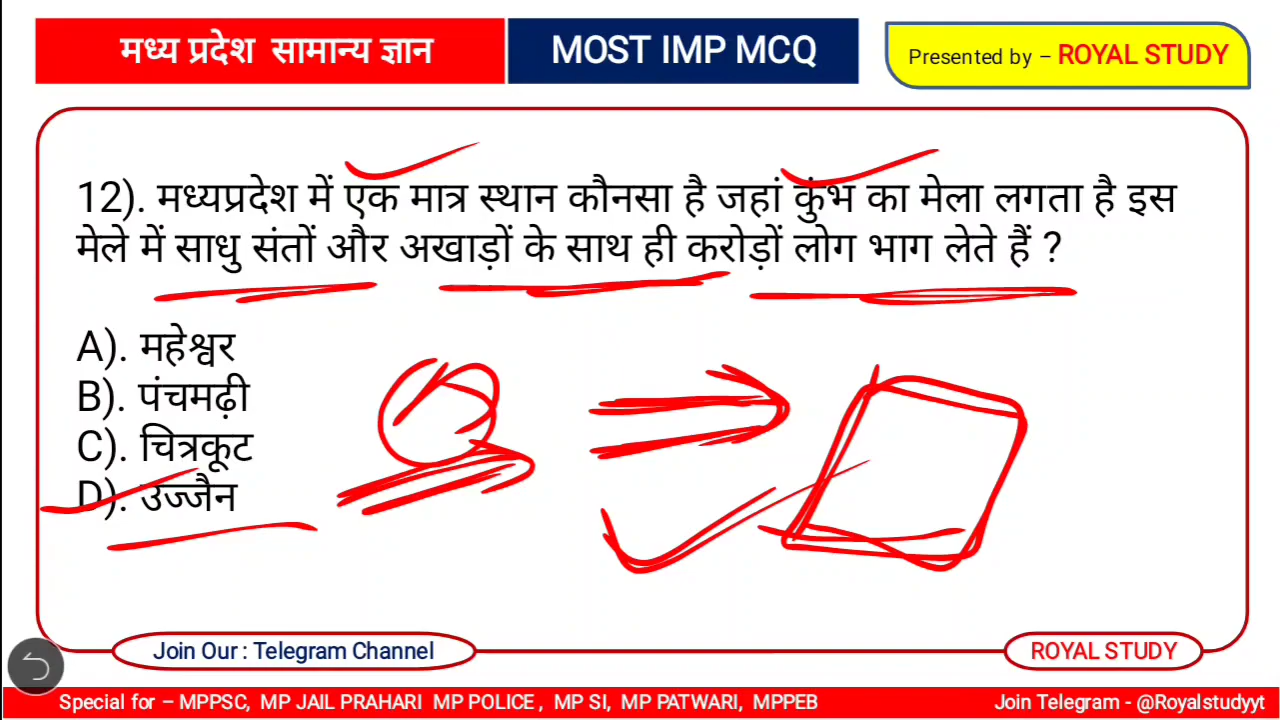 मध्य प्रदेश सामान्य ज्ञान
MOST IMP MCQ
Presented by – ROYAL STUDY
12). मध्यप्रदेश में एक मात्र स्थान कौनसा है जहां कुंभ का मेला लगता है इस
मेले में साधु संतों और अखाड़ों के साथ ही करोड़ों लोग भाग लेते हैं ?
A). महेश्वर
B). पंचमढ़ी
C). चित्रकूट
D). उज्जैन
Join Our : Telegram Channel
ROYAL STUDY
Special for – MPPSC, MP JAIL PRAHARI MP POLICE , MP SI, MP PATWARI, MPPEB
Join Telegram - @Royalstudyyt